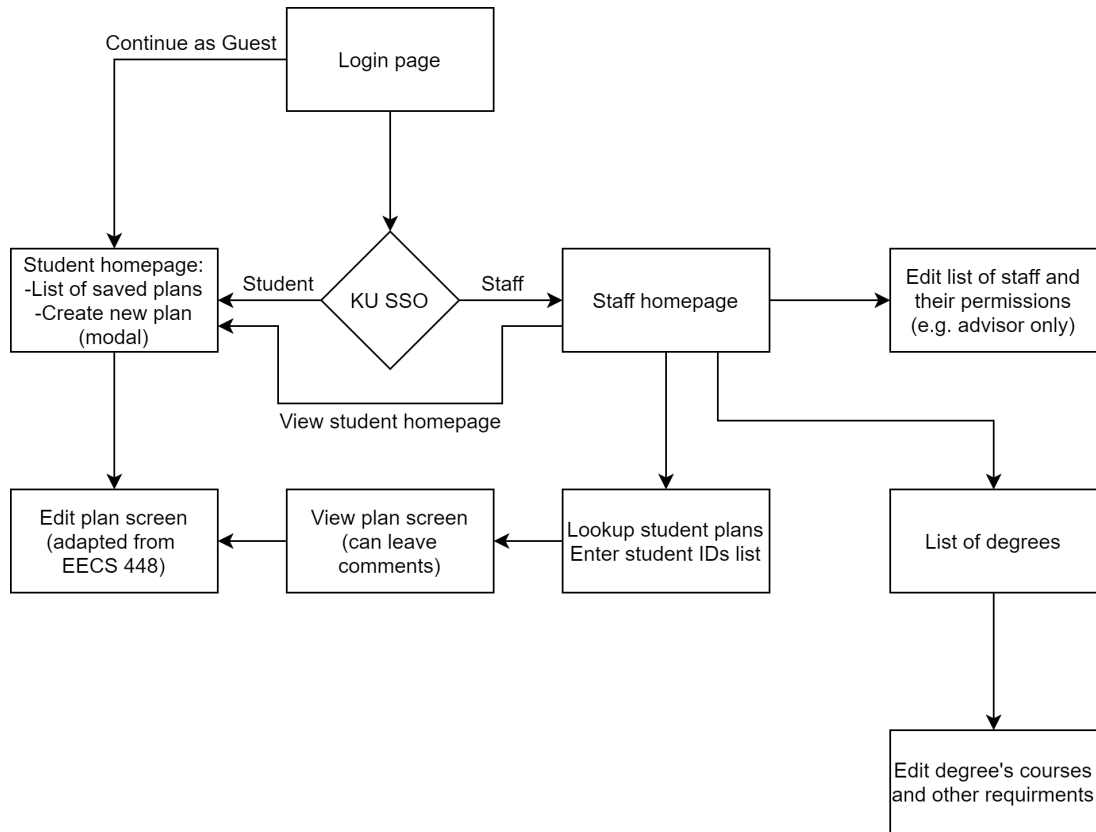 Continue as Guest
Login page
Student homepage:
-List of saved plans
-Create new plan
(modal)
Student
KU SSO
Staff
Staff homepage
Edit list of staff and
their permissions
(e.g. advisor only)
View student homepage
Edit plan screen
(adapted from
EECS 448)
View plan screen
(can leave
comments)
Lookup student plans
Enter student IDs list
List of degrees
Edit degree's courses
and other requirments